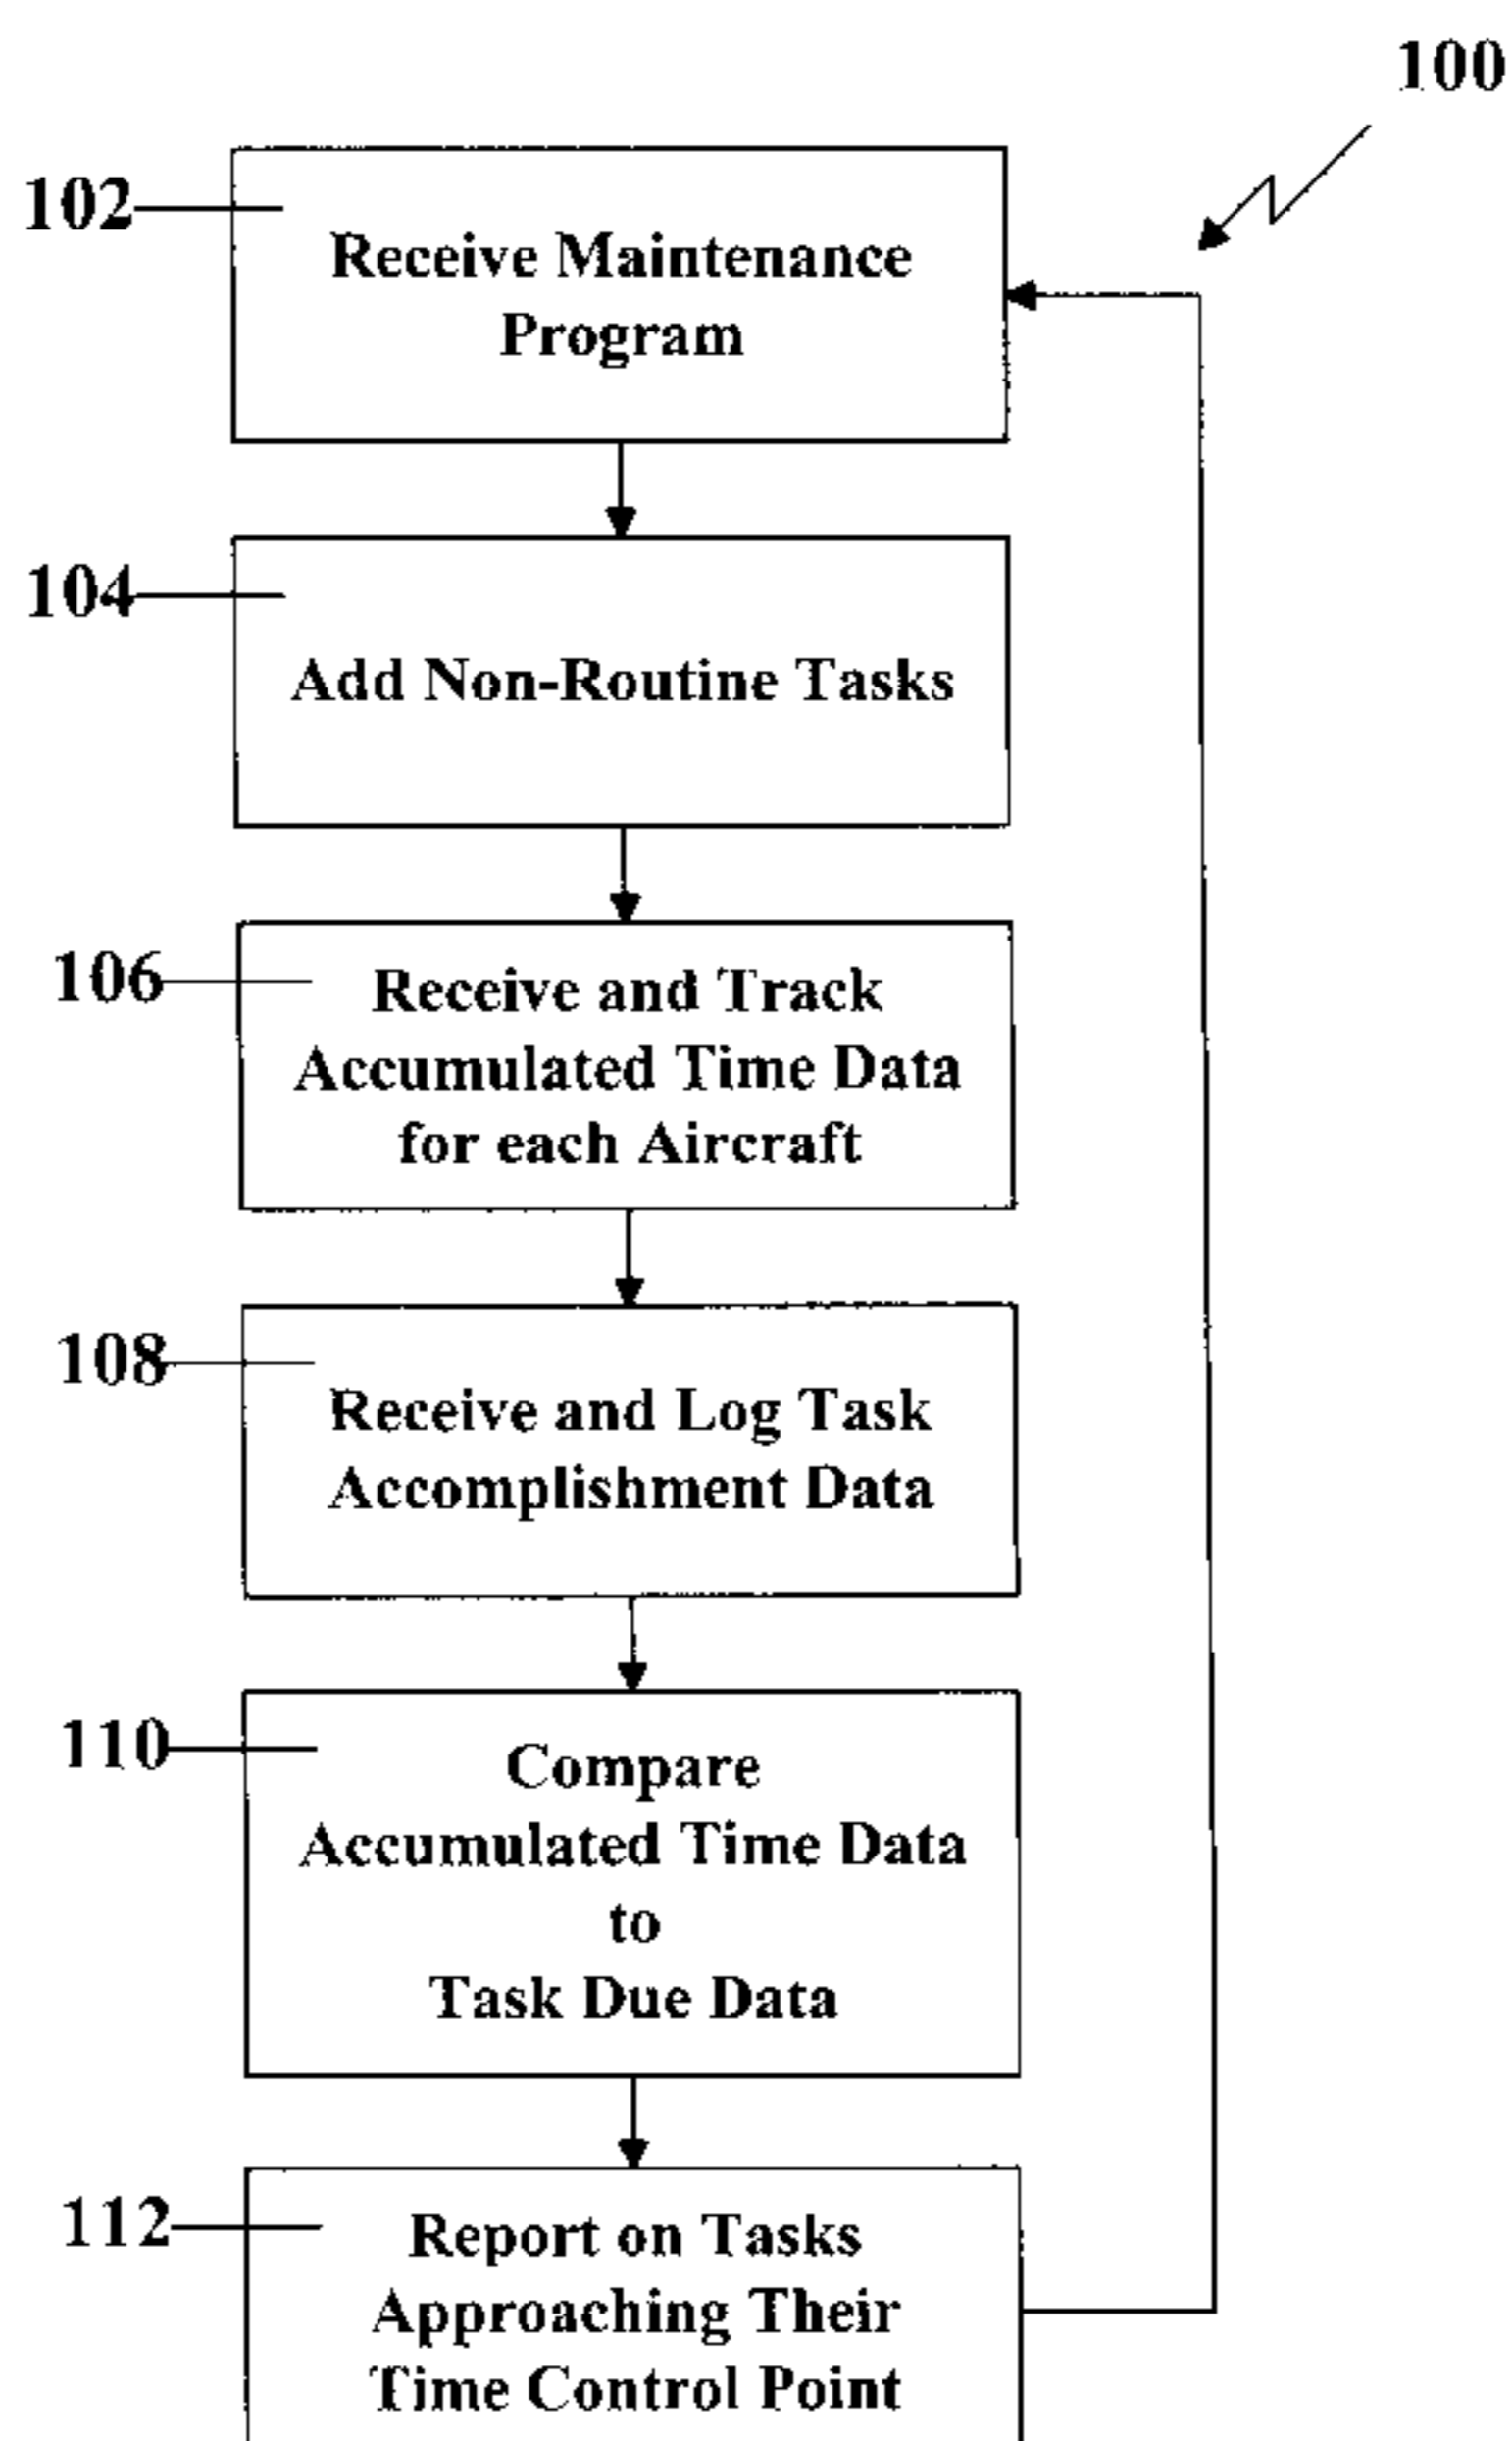 100
102
Receive Maintenance
Program
104
Add Non-Routine Tasks
106
Receive and Track
Accumulated Time Data
for each Aircraft
108
Receive and Log Task
Accomplishment Data
110
Compare
Accumulated Time Data
to
Task Due Data
112
Report on Tasks
Approaching Their
Time Control Point